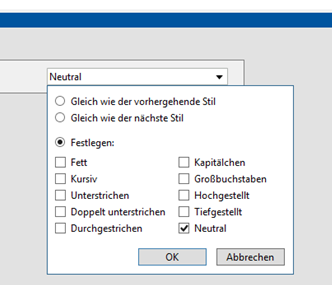 Neutral
Gleich wie der vorhergehende Stil
Gleich wie der nächste Stil
Festlegen:
Fett
Kapitälchen
Kursiv
Großbuchstaben
Unterstrichen
Hochgestellt
Doppelt unterstrichen
Tiefgestellt
Durchgestrichen
Neutral
OK
Abbrechen